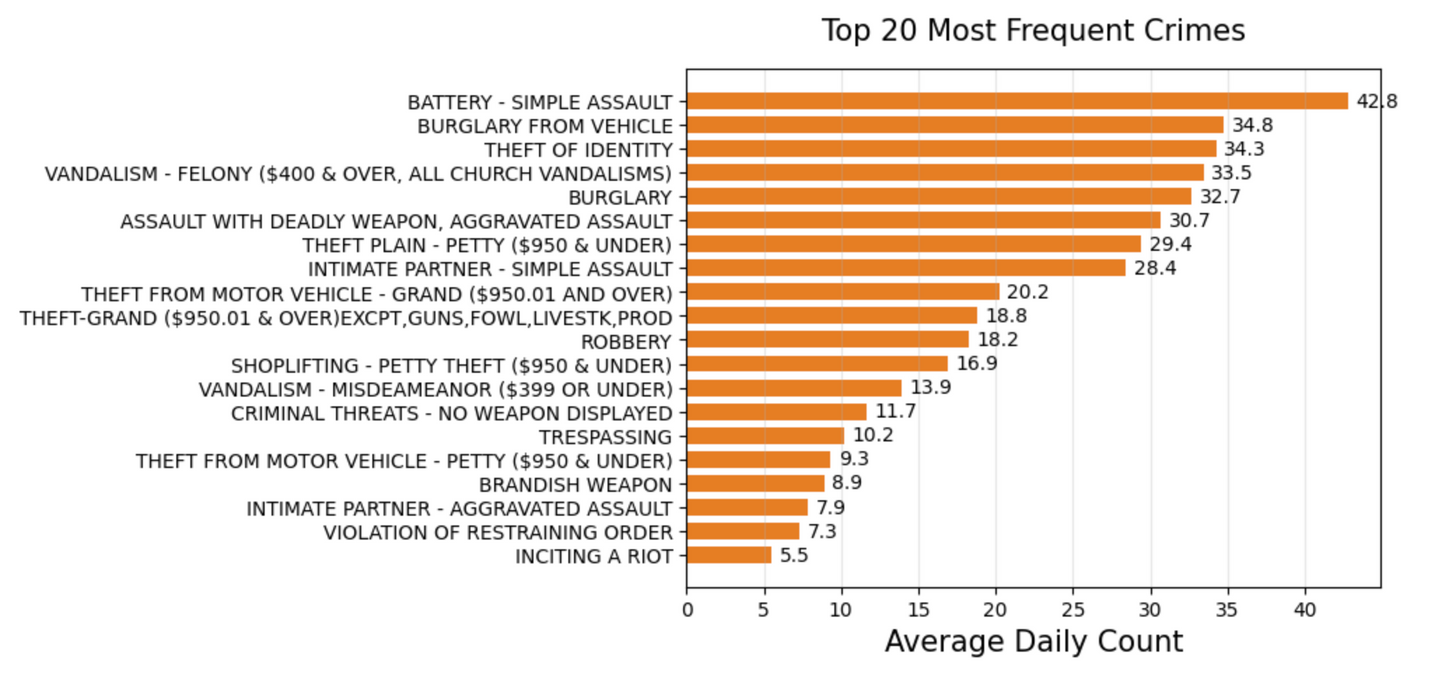 Top 20 Most Frequent Crimes
BATTERY - SIMPLE ASSAULT 42.8
BURGLARY FROM VEHICLE 34.8
THEFT OF IDENTITY 34.3
VANDALISM - FELONY ($400 & OVER, ALL CHURCH VANDALISMS) 33.5
BURGLARY 32.7
ASSAULT WITH DEADLY WEAPON, AGGRAVATED ASSAULT 30.7
THEFT PLAIN - PETTY ($950 & UNDER) 29.4
INTIMATE PARTNER - SIMPLE ASSAULT 28.4
THEFT FROM MOTOR VEHICLE - GRAND ($950.01 AND OVER) 20.2
THEFT-GRAND ($950.01 & OVER)EXCPT,GUNS,FOWL,LIVESTK,PROD 18.8
ROBBERY 18.2
SHOPLIFTING - PETTY THEFT ($950 & UNDER) 16.9
VANDALISM - MISDEAMEANOR ($399 OR UNDER) 13.9
CRIMINAL THREATS - NO WEAPON DISPLAYED 11.7
TRESPASSING 10.2
THEFT FROM MOTOR VEHICLE - PETTY ($950 & UNDER) 9.3
BRANDISH WEAPON 8.9
INTIMATE PARTNER - AGGRAVATED ASSAULT 7.9
VIOLATION OF RESTRAINING ORDER 7.3
INCITING A RIOT 5.5
0 5 10 15 20 25 30 35 40
Average Daily Count